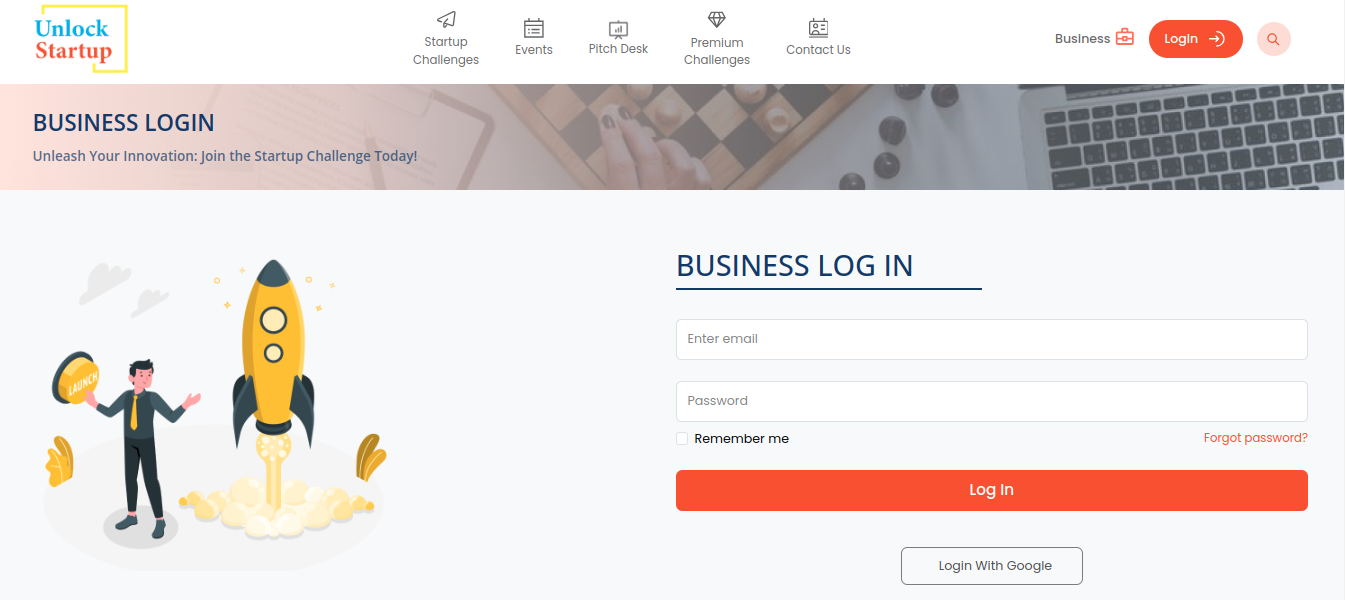 Unlock
Startup
Startup
Challenges
Events
Pitch Desk
Premium
Challenges
Contact Us
Business
Login
BUSINESS LOGIN
Unleash Your Innovation: Join the Startup Challenge Today!
LAUNCH
BUSINESS LOG IN
Enter email
Password
Remember me
Forgot password?
Log In
Login With Google